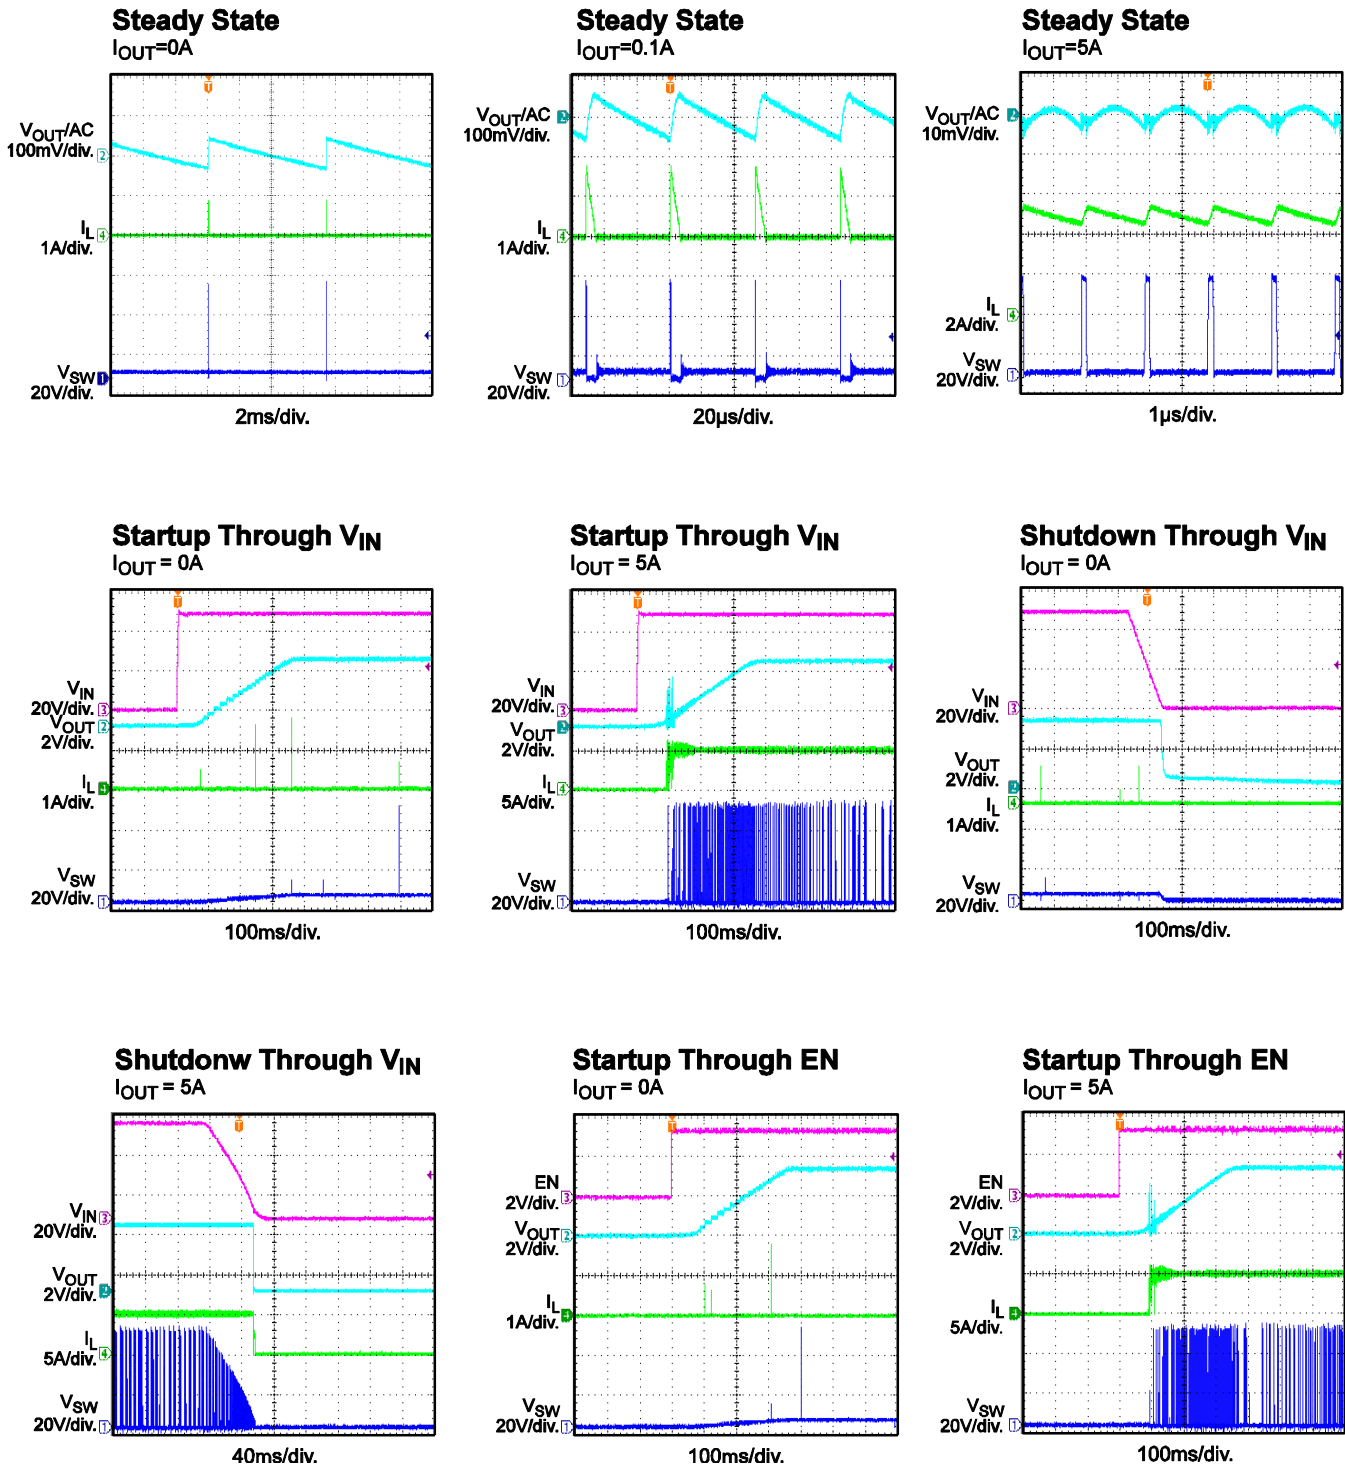 Steady State
IOUT=0A
VOUT/AC
100mV/div.
IL
1A/div.
VSW
20V/div.
2ms/div.
Steady State
IOUT=0.1A
VOUT/AC
100mV/div.
IL
1A/div.
VSW
20V/div.
20µs/div.
Steady State
IOUT=5A
VOUT/AC
10mV/div.
IL
2A/div.
VSW
20V/div.
1µs/div.
Startup Through VIN
IOUT = 0A
VIN
20V/div.
VOUT
2V/div.
IL
1A/div.
VSW
20V/div.
100ms/div.
Startup Through VIN
IOUT = 5A
VIN
20V/div.
VOUT
2V/div.
IL
5A/div.
VSW
20V/div.
100ms/div.
Shutdown Through VIN
IOUT = 0A
VIN
20V/div.
VOUT
2V/div.
IL
1A/div.
VSW
20V/div.
100ms/div.
Shutdonw Through VIN
IOUT = 5A
VIN
20V/div.
VOUT
2V/div.
IL
5A/div.
VSW
20V/div.
40ms/div.
Startup Through EN
IOUT = 0A
EN
2V/div.
VOUT
2V/div.
IL
1A/div.
VSW
20V/div.
100ms/div.
Startup Through EN
IOUT = 5A
EN
2V/div.
VOUT
2V/div.
IL
5A/div.
VSW
20V/div.
100ms/div.